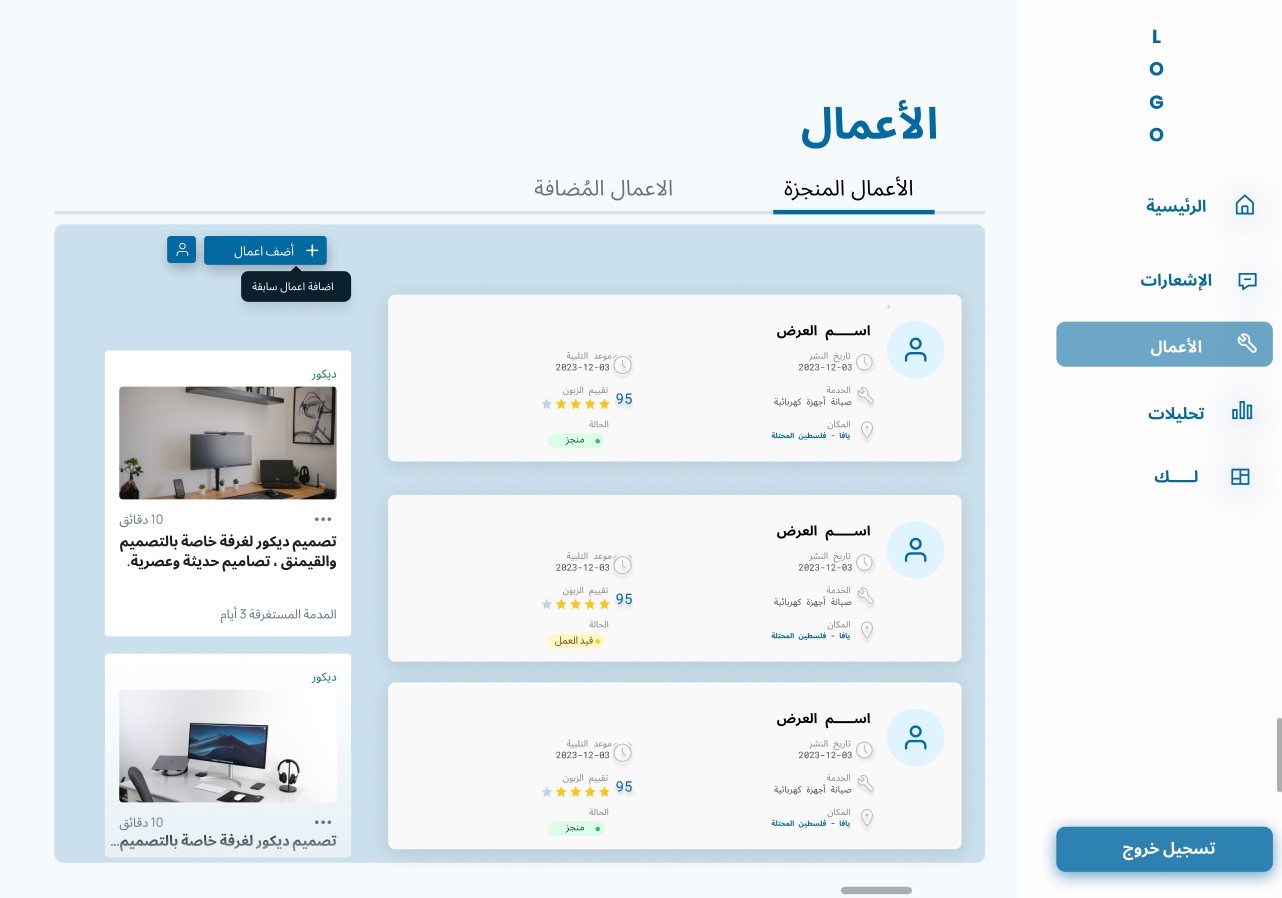 L
O
G
O
الرئيسية
الإشعارات
الأعمال
تحليلات
لـــــك
تسجيل خروج
الأعمال
الأعمال المنجزة
الاعمال المُضافة
أضف اعمال
اضافة اعمال سابقة
اســــم العرض
تاريخ النشر
2023-12-03
الخدمة
صيانة أجهزة كهربائية
المكان
يافا - فلسطين المحتلة
موعد التلبية
2023-12-03
تقييم الزبون
95
الحالة
منجز
اســــم العرض
تاريخ النشر
2023-12-03
الخدمة
صيانة أجهزة كهربائية
المكان
يافا - فلسطين المحتلة
موعد التلبية
2023-12-03
تقييم الزبون
95
الحالة
قيد العمل
اســــم العرض
تاريخ النشر
2023-12-03
الخدمة
صيانة أجهزة كهربائية
المكان
يافا - فلسطين المحتلة
موعد التلبية
2023-12-03
تقييم الزبون
95
الحالة
منجز
ديكور
10 دقائق
تصميم ديكور لغرفة خاصة بالتصميم
والقيمنق ، تصاميم حديثة وعصرية.
المدمة المستغرقة 3 أيام
ديكور
10 دقائق
تصميم ديكور لغرفة خاصة بالتصميم...